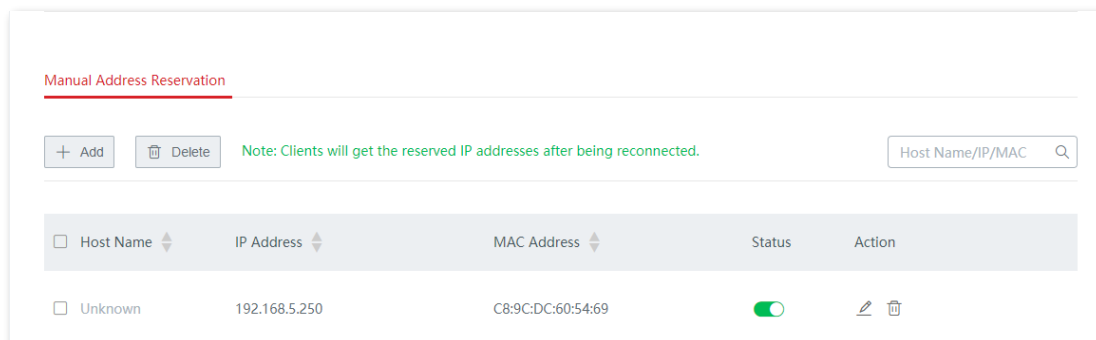 Manual Address Reservation
Add Delete Note: Clients will get the reserved IP addresses after being reconnected. Host Name/IP/MAC
Host Name IP Address MAC Address Status Action
Unknown 192.168.5.250 C8:9C:DC:60:54:69